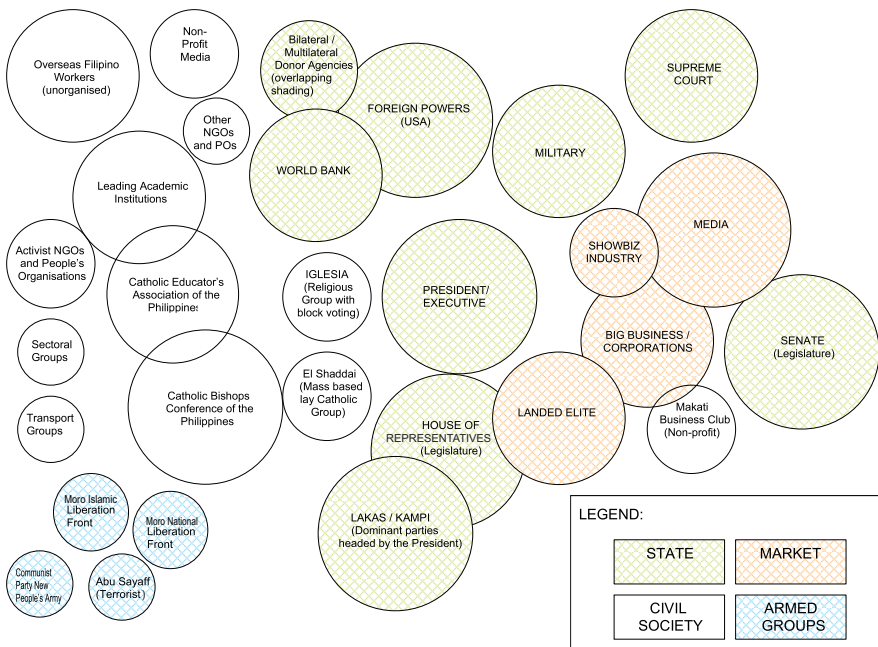 Overseas Filipino
Workers
(unorganised)
Non-
Profit
Media
Bilateral /
Multilateral
Donor Agencies
(overlapping
shading)
FOREIGN POWERS
(USA)
SUPREME
COURT
Other
NGOs
and POs
WORLD BANK
MILITARY
Leading Academic
Institutions
MEDIA
SHOWBIZ
INDUSTRY
Activist NGOs
and People's
Organisations
Catholic Educator's
Association of the
Philippines
IGLESIA
(Religious
Group with
block voting)
PRESIDENT/
EXECUTIVE
BIG BUSINESS /
CORPORATIONS
SENATE
(Legislature)
Sectoral
Groups
El Shaddai
(Mass based
lay Catholic
Group)
Catholic Bishops
Conference of the
Philippines
Transport
Groups
HOUSE OF
REPRESENTATIVES
(Legislature)
LANDED ELITE
Makati
Business Club
(Non-profit)
Moro Islamic
Liberation
Front
Moro National
Liberation
Front
LAKAS / KAMPI
(Dominant parties
headed by the President)
Communist
Party New
People's Army
Abu Sayaff
(Terrorist)
LEGEND:
STATE
MARKET
CIVIL
SOCIETY
ARMED
GROUPS